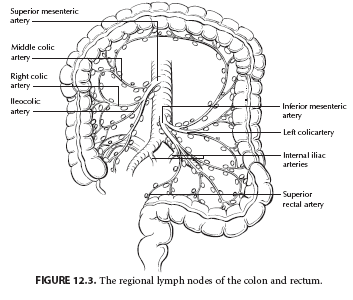 Superior mesenteric
artery
Middle colic
artery
Right colic
artery
Ileocolic
artery
Inferior mesenteric
artery
Left colicartery
Internal iliac
arteries
Superior
rectal artery
FIGURE 12.3. The regional lymph nodes of the colon and rectum.